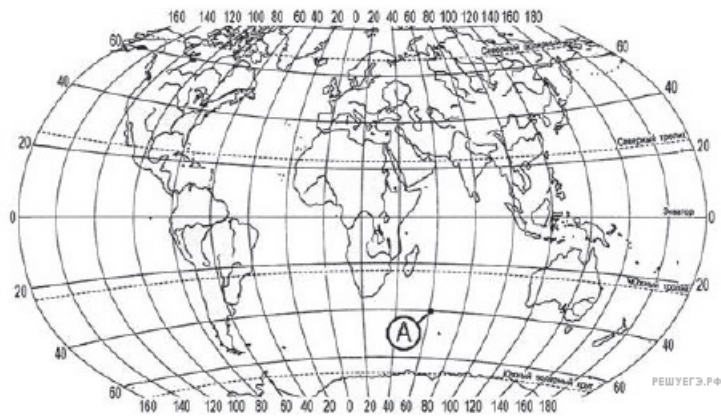 160 140 120 100 80 60 40 20 0 20 40 60 80 100 120 140 160 180
60 Северный полярный круг 60
40 40
Северный тропик
20 20
Экватор
0 0
Южный тропик
20 20
A
40 40
Южный полярный круг
60 60
РЕШУЕГЭ.РФ
160 140 120 100 80 60 40 20 0 20 40 60 80 100 120 140 160 180